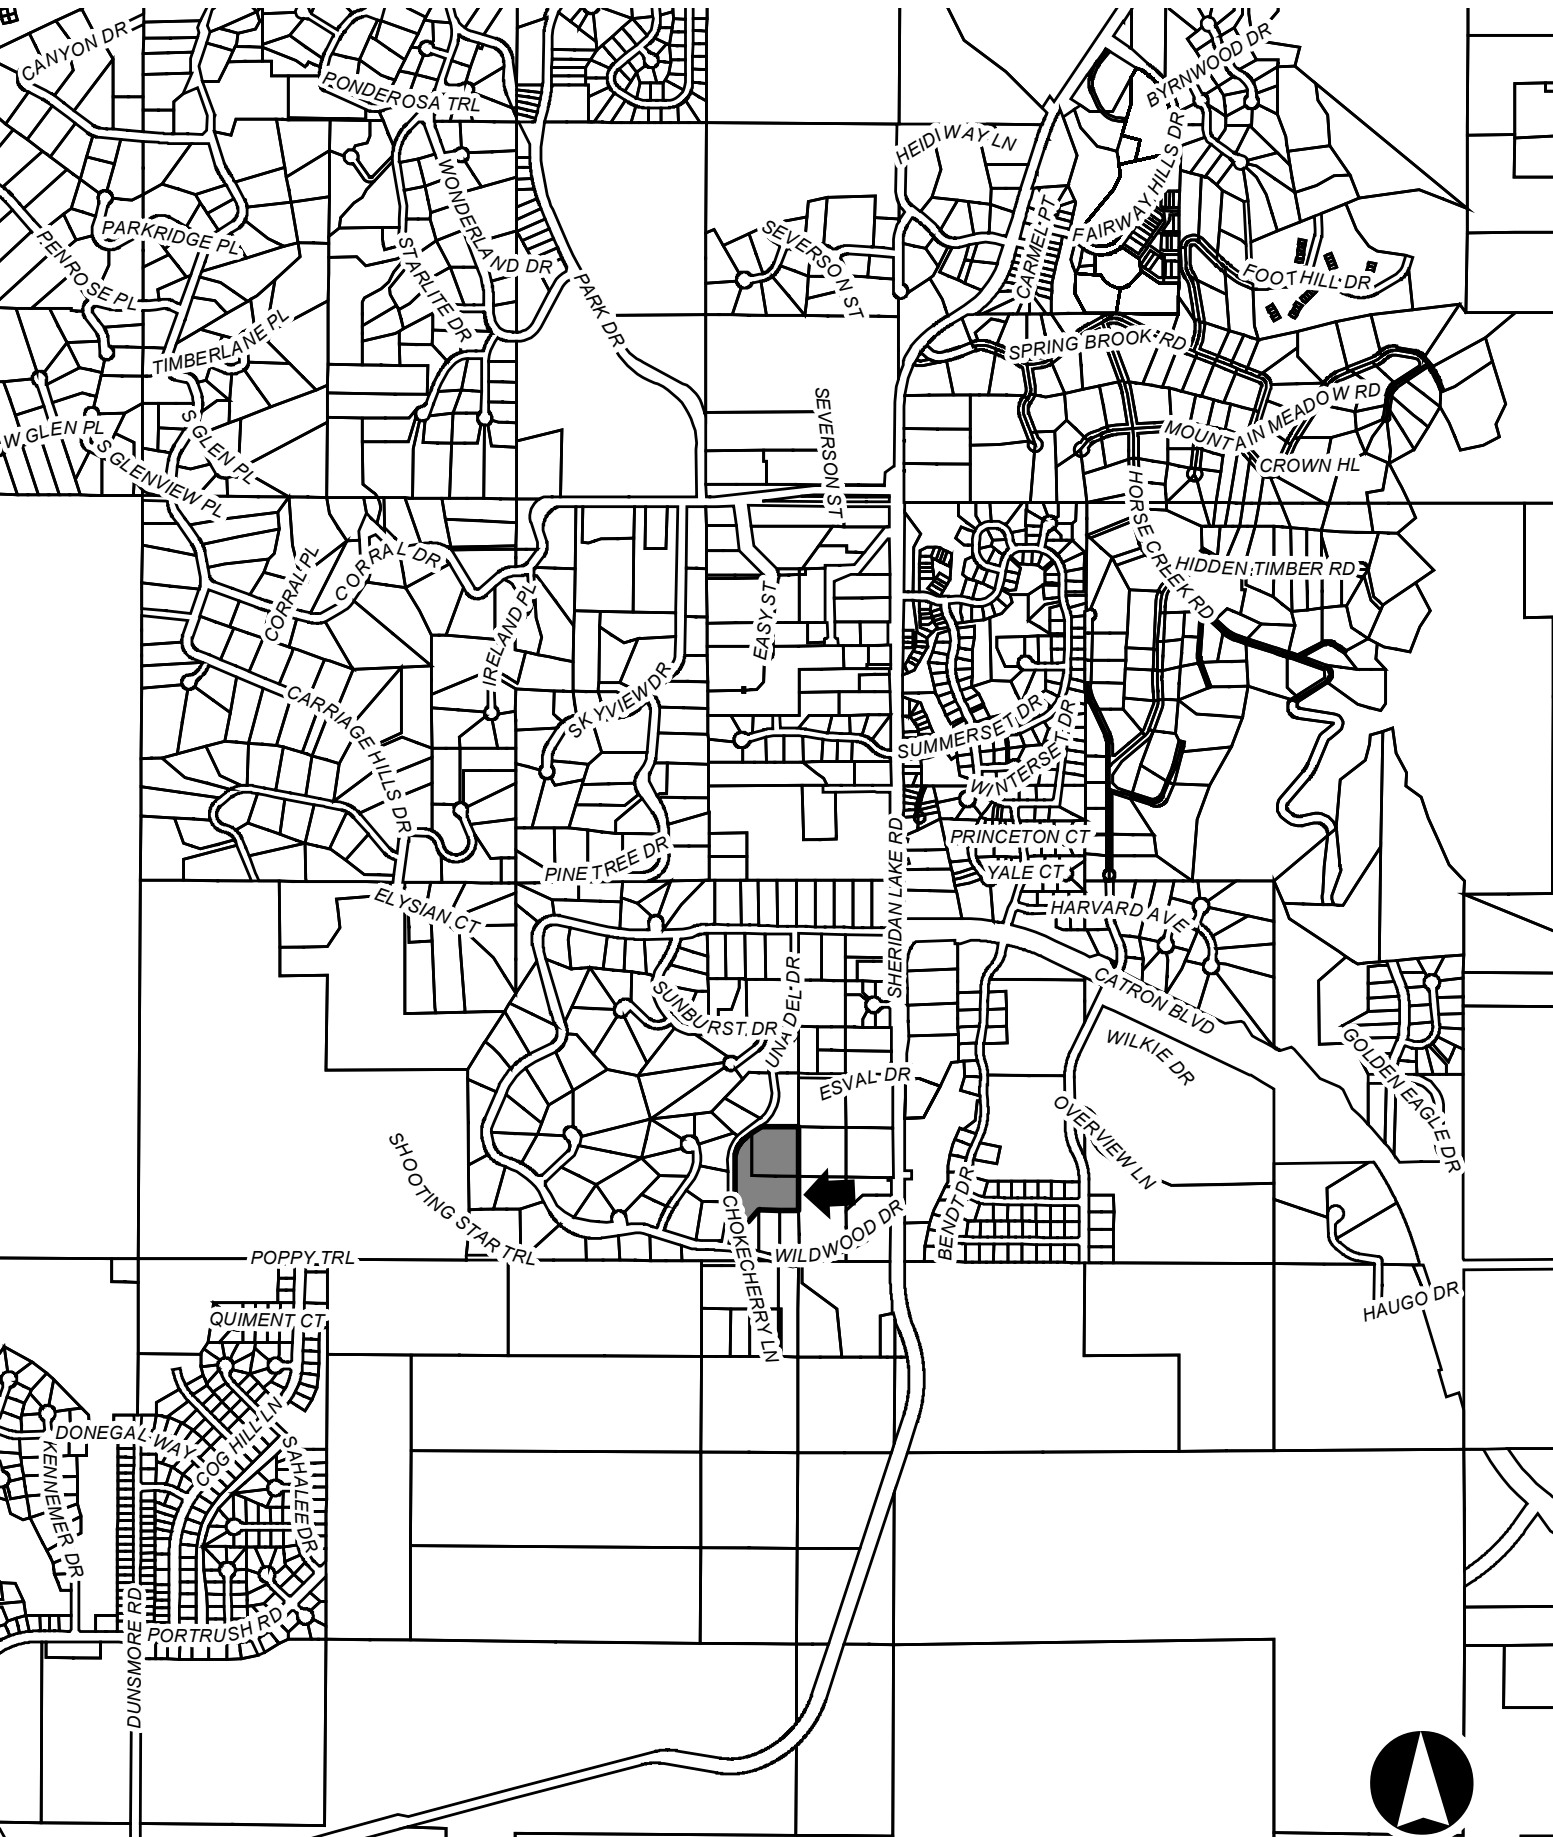 CANYON DR
BYRNWOOD DR
PONDEROSA TRL
HEIDIWAY LN
FAIRWAY HILLS DR
WONDERLAND DR
CARMEL PT
PARKRIDGE PL
PENROSE PL
STARLITE DR
SEVERSON ST
PARK DR
FOOTHILL DR
TIMBERLANE PL
SPRING BROOK RD
SEVERSON ST
MOUNTAIN MEADOW RD
W GLEN PL
S GLEN PL
S GLENVIEW PL
CROWN HL
HORSE CREEK RD
CORRAL PL
CORRAL DR
HIDDEN TIMBER RD
IRELAND PL
EASY ST
SKYVIEW DR
CARRIAGE HILLS DR
SUMMERSET DR
WINTERSET DR
PRINCETON CT
PINE TREE DR
YALE CT
SHERIDAN LAKE RD
ELYSIAN CT
HARVARD AVE
SUNBURST DR
UNA DEL DR
CATRON BLVD
WILKIE DR
GOLDEN EAGLE DR
ESVAL DR
OVERVIEW LN
SHOOTING STAR TRL
BENDT DR
CHOKECHERRY LN
WILDWOOD DR
POPPY TRL
HAUGO DR
QUIMENT CT
DONEGAL WAY
COG HILL LN
KENNEMER DR
SAHALEE DR
DUNSMORE RD
PORTRUSH RD